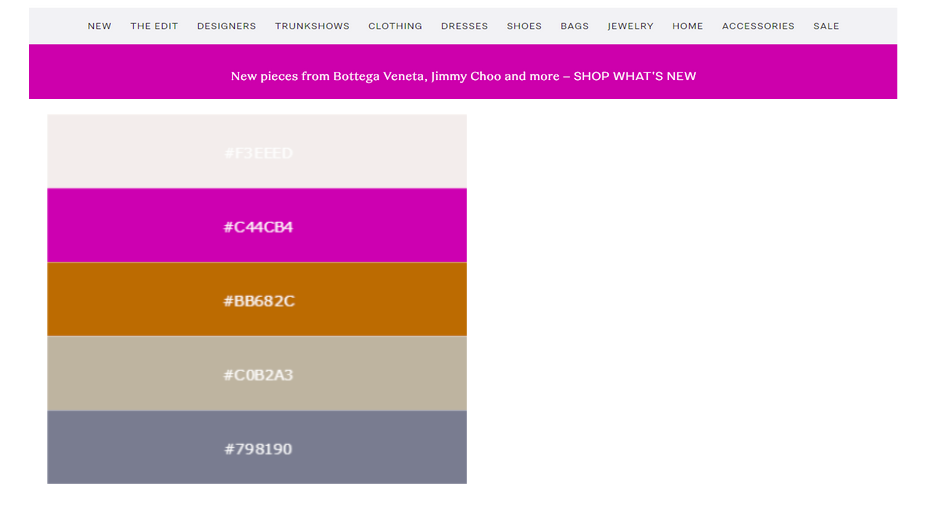 NEW THE EDIT DESIGNERS TRUNKSHOWS CLOTHING DRESSES SHOES BAGS JEWELRY HOME ACCESSORIES SALE
New pieces from Bottega Veneta, Jimmy Choo and more – SHOP WHAT'S NEW
#F3EEED
#C44CB4
#BB682C
#C0B2A3
#798190